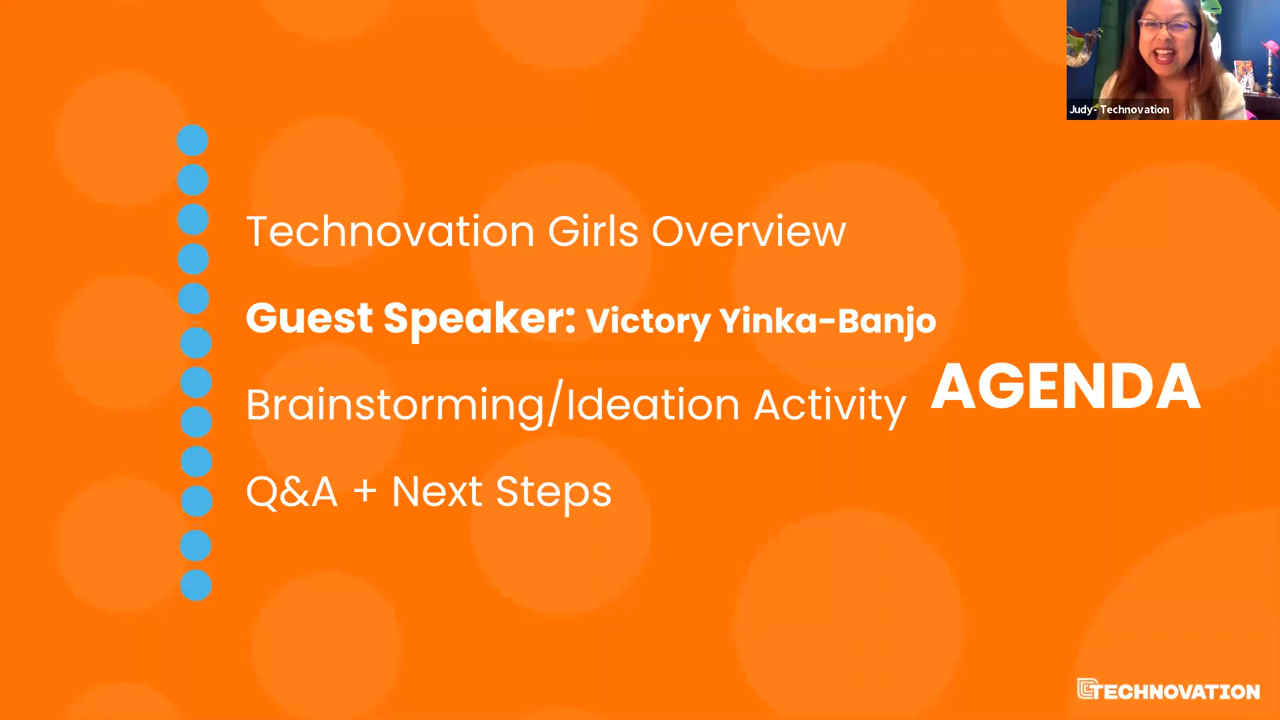 Judy- Technovation
Technovation Girls Overview
Guest Speaker: Victory Yinka-Banjo
Brainstorming/Ideation Activity
Q&A + Next Steps
AGENDA
TECHNOVATION